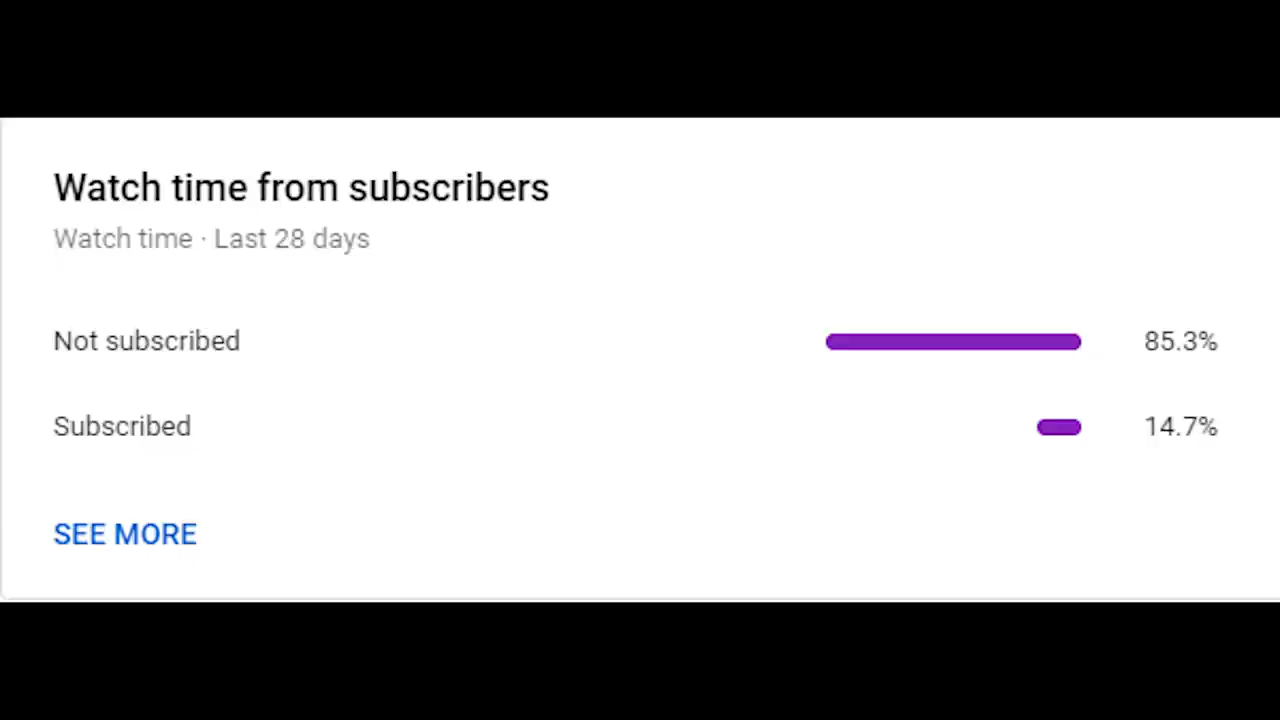 Watch time from subscribers
Watch time · Last 28 days
Not subscribed 85.3%
Subscribed 14.7%
SEE MORE